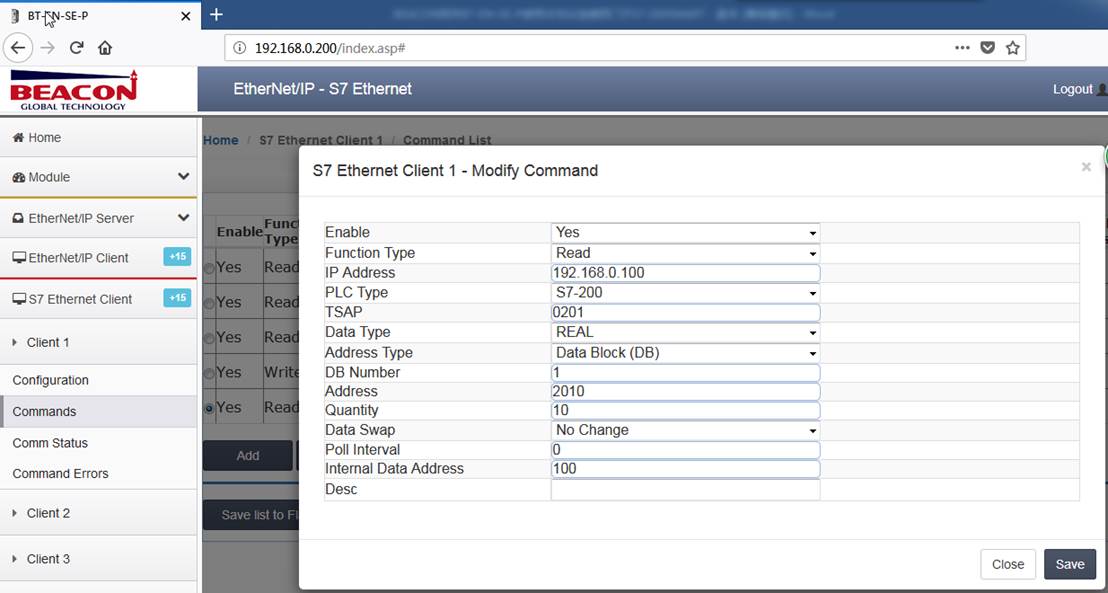 BT-EN-SE-P
192.168.0.200/index.asp#
BEACON
GLOBAL TECHNOLOGY
EtherNet/IP - S7 Ethernet
Logout
Home
Module
EtherNet/IP Server
EtherNet/IP Client +15
S7 Ethernet Client +15
Client 1
Configuration
Commands
Comm Status
Command Errors
Client 2
Client 3
Home / S7 Ethernet Client 1 / Command List
Enable
Type
Yes Read
Yes Read
Yes Read
Yes Write
Yes Read
Add
Save list to
S7 Ethernet Client 1 - Modify Command
×
Enable Yes
Function Type Read
IP Address 192.168.0.100
PLC Type S7-200
TSAP 0201
Data Type REAL
Address Type Data Block (DB)
DB Number 1
Address 2010
Quantity 10
Data Swap No Change
Poll Interval 0
Internal Data Address 100
Desc
Close Save